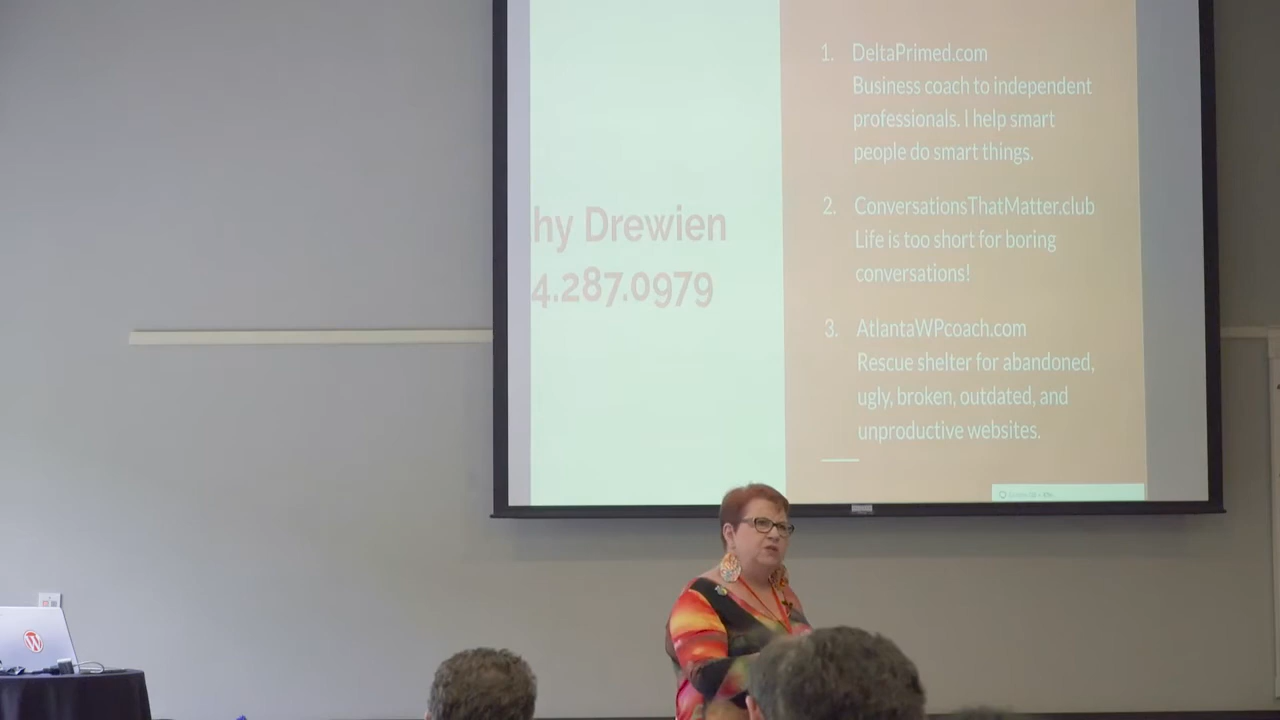 hy Drewien
4.287.0979
1. DeltaPrimed.com
Business coach to independent
professionals. I help smart
people do smart things.
2. ConversationsThatMatter.club
Life is too short for boring
conversations!
3. AtlantaWPcoach.com
Rescue shelter for abandoned,
ugly, broken, outdated, and
unproductive websites.
W